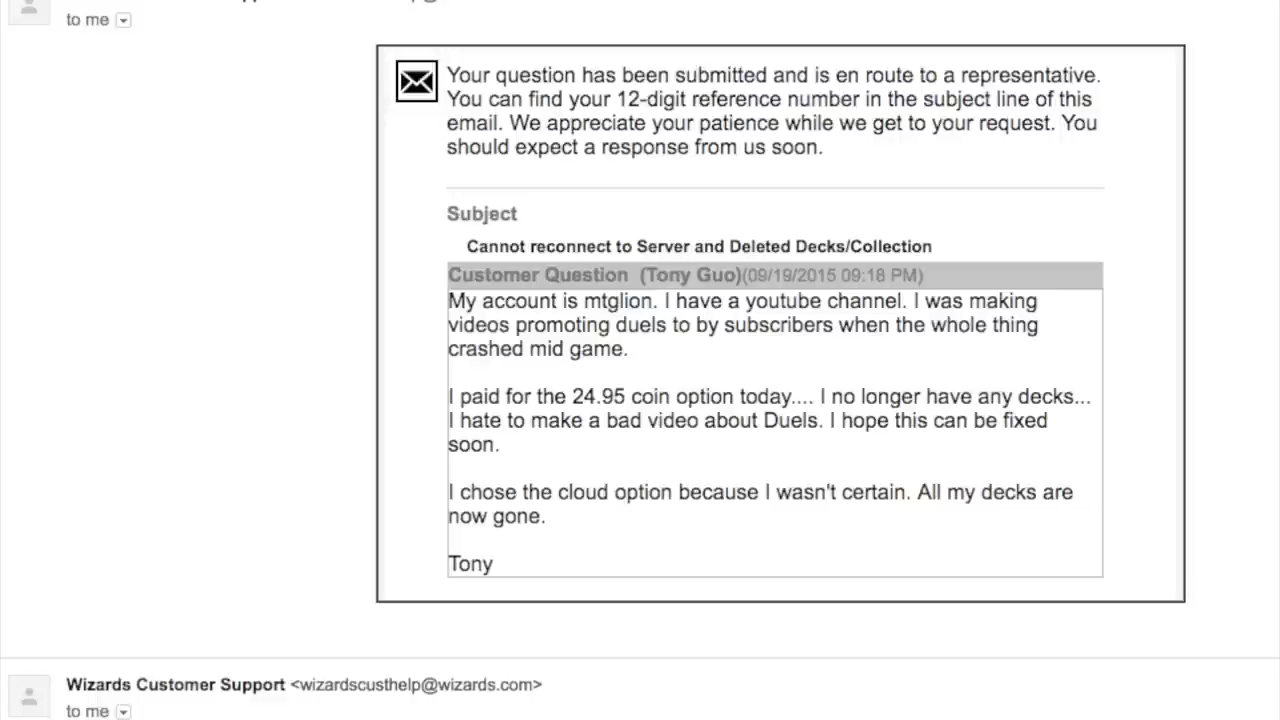 to me
Your question has been submitted and is en route to a representative.
You can find your 12-digit reference number in the subject line of this
email. We appreciate your patience while we get to your request. You
should expect a response from us soon.
Subject
Cannot reconnect to Server and Deleted Decks/Collection
Customer Question (Tony Guo)(09/19/2015 09:18 PM)
My account is mtglion. I have a youtube channel. I was making
videos promoting duels to by subscribers when the whole thing
crashed mid game.
I paid for the 24.95 coin option today.... I no longer have any decks...
I hate to make a bad video about Duels. I hope this can be fixed
soon.
I chose the cloud option because I wasn't certain. All my decks are
now gone.
Tony
Wizards Customer Support <wizardscusthelp@wizards.com>
to me